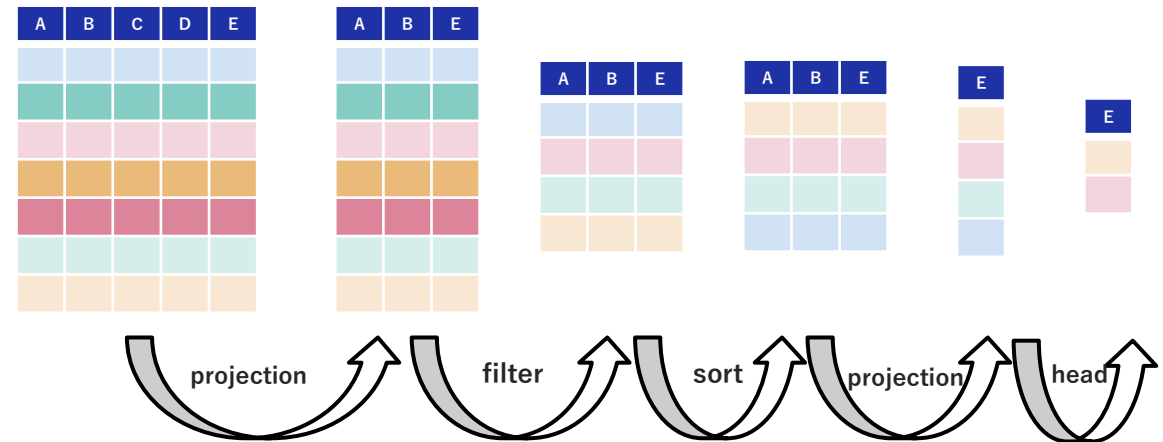 A B C D E
A B E
A B E
A B E
E
E
projection
filter
sort
projection
head